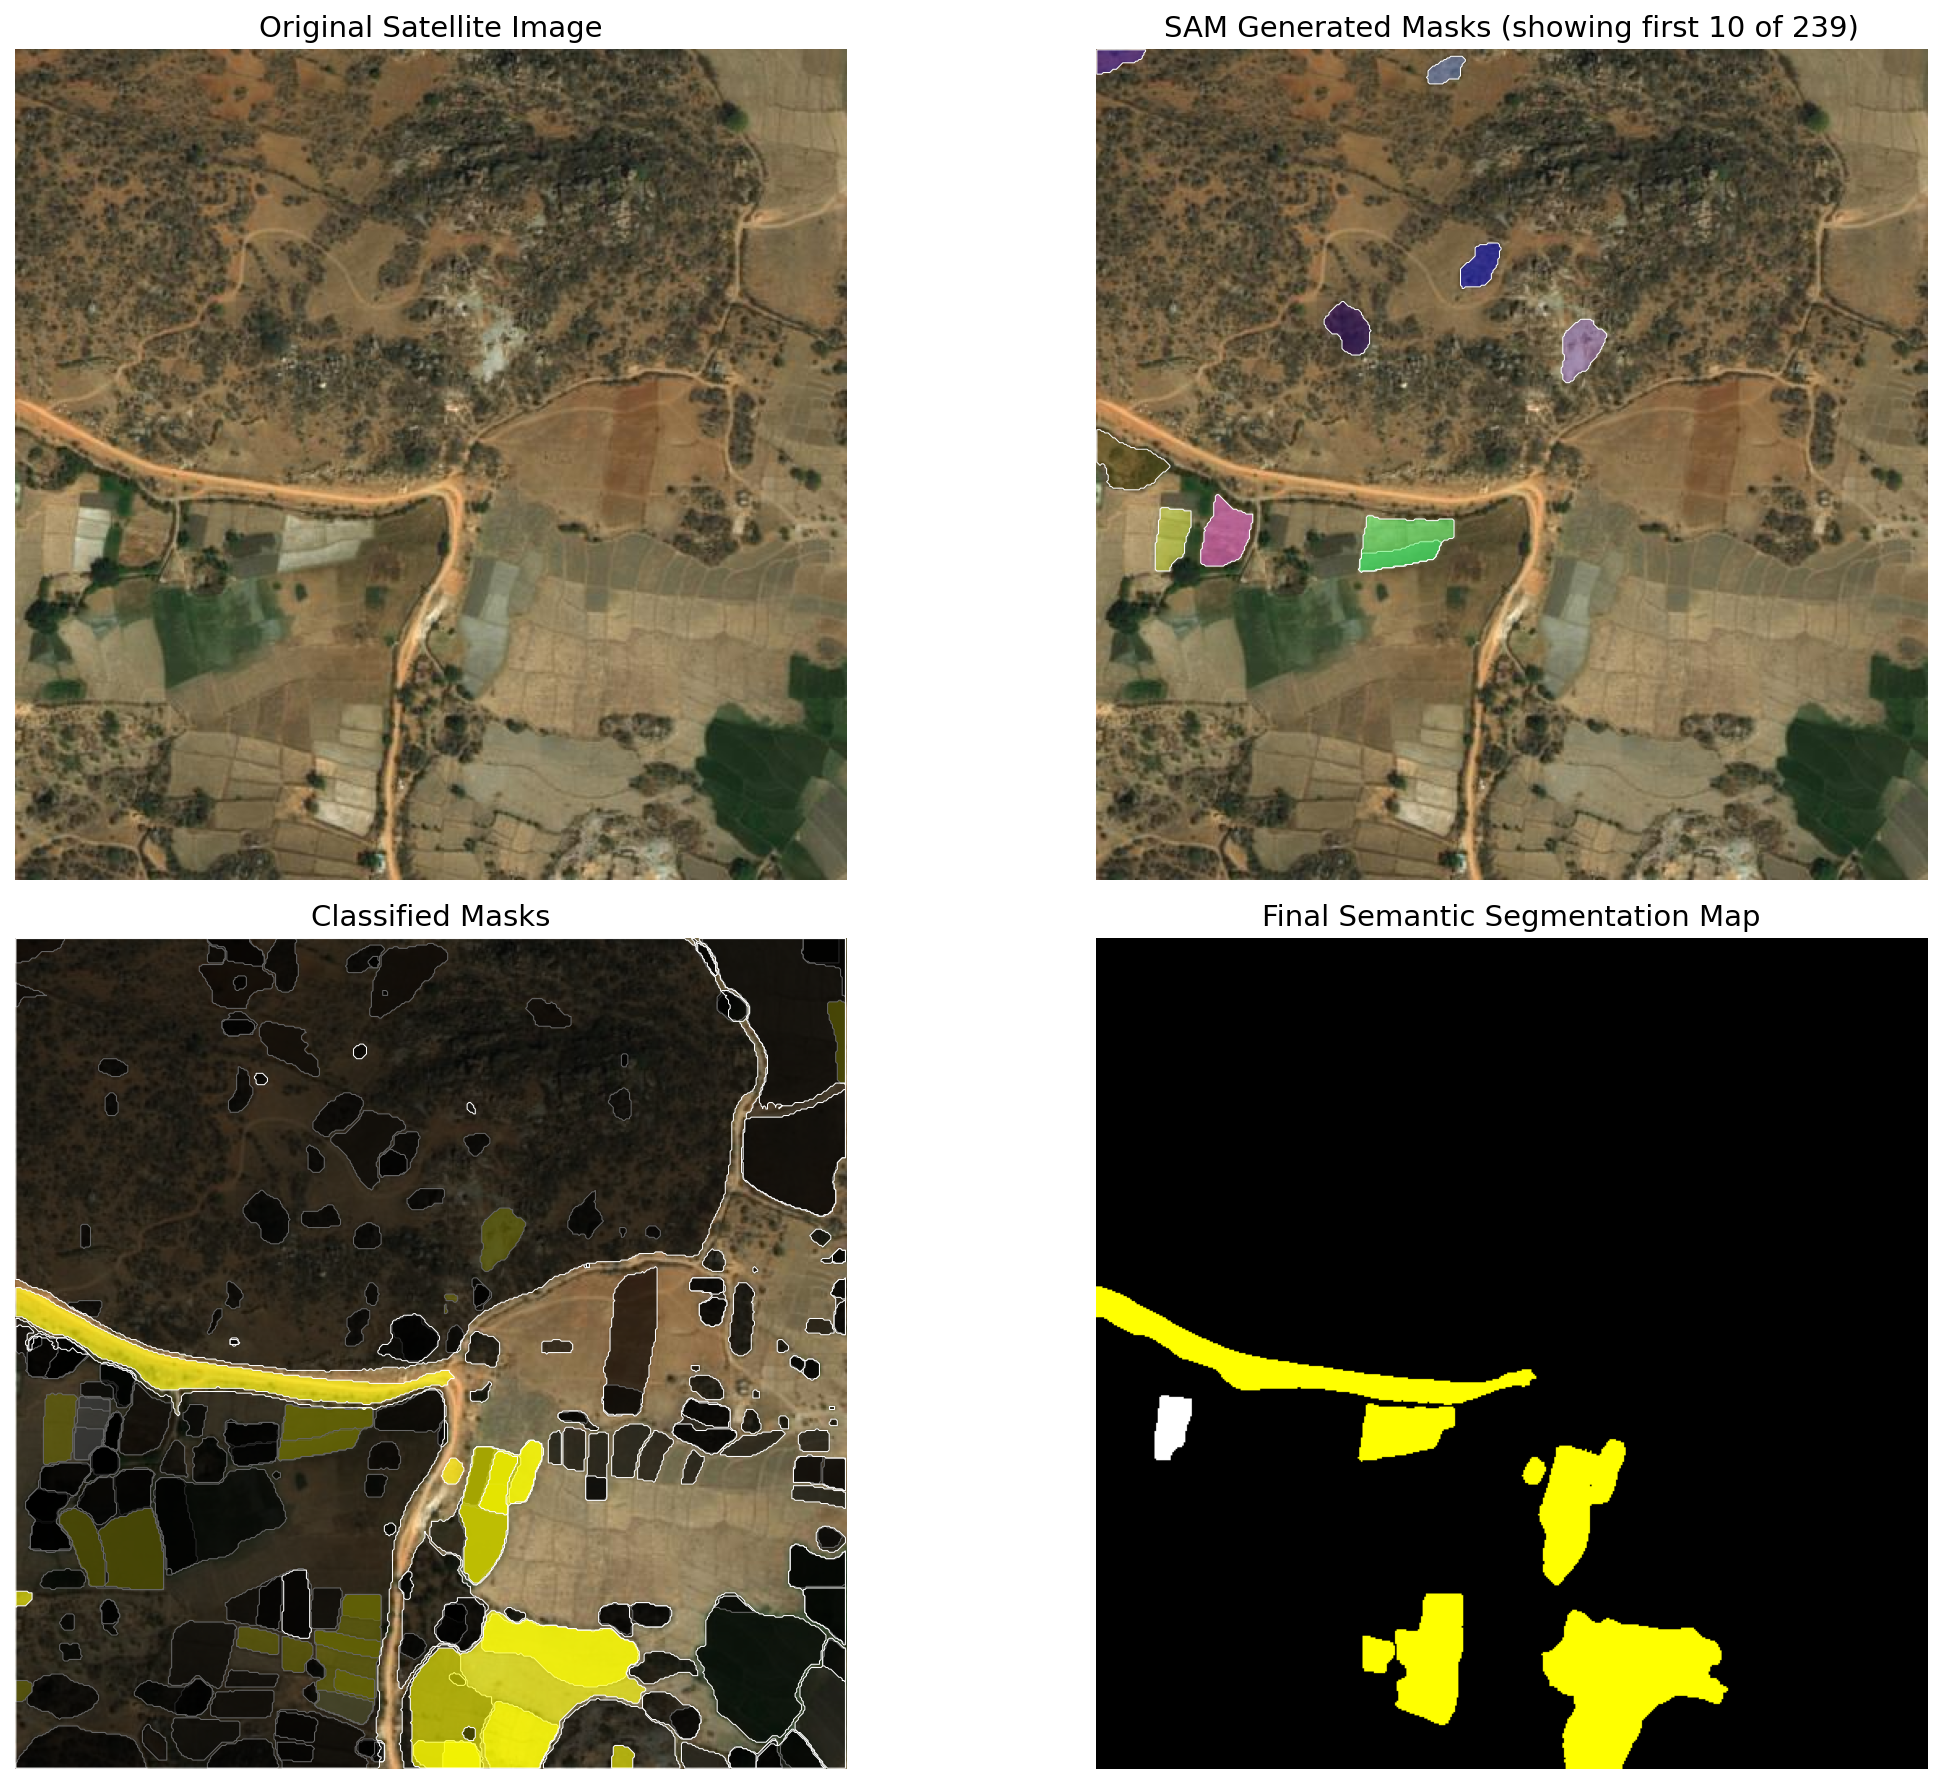 Original Satellite Image
SAM Generated Masks (showing first 10 of 239)
Classified Masks
Final Semantic Segmentation Map